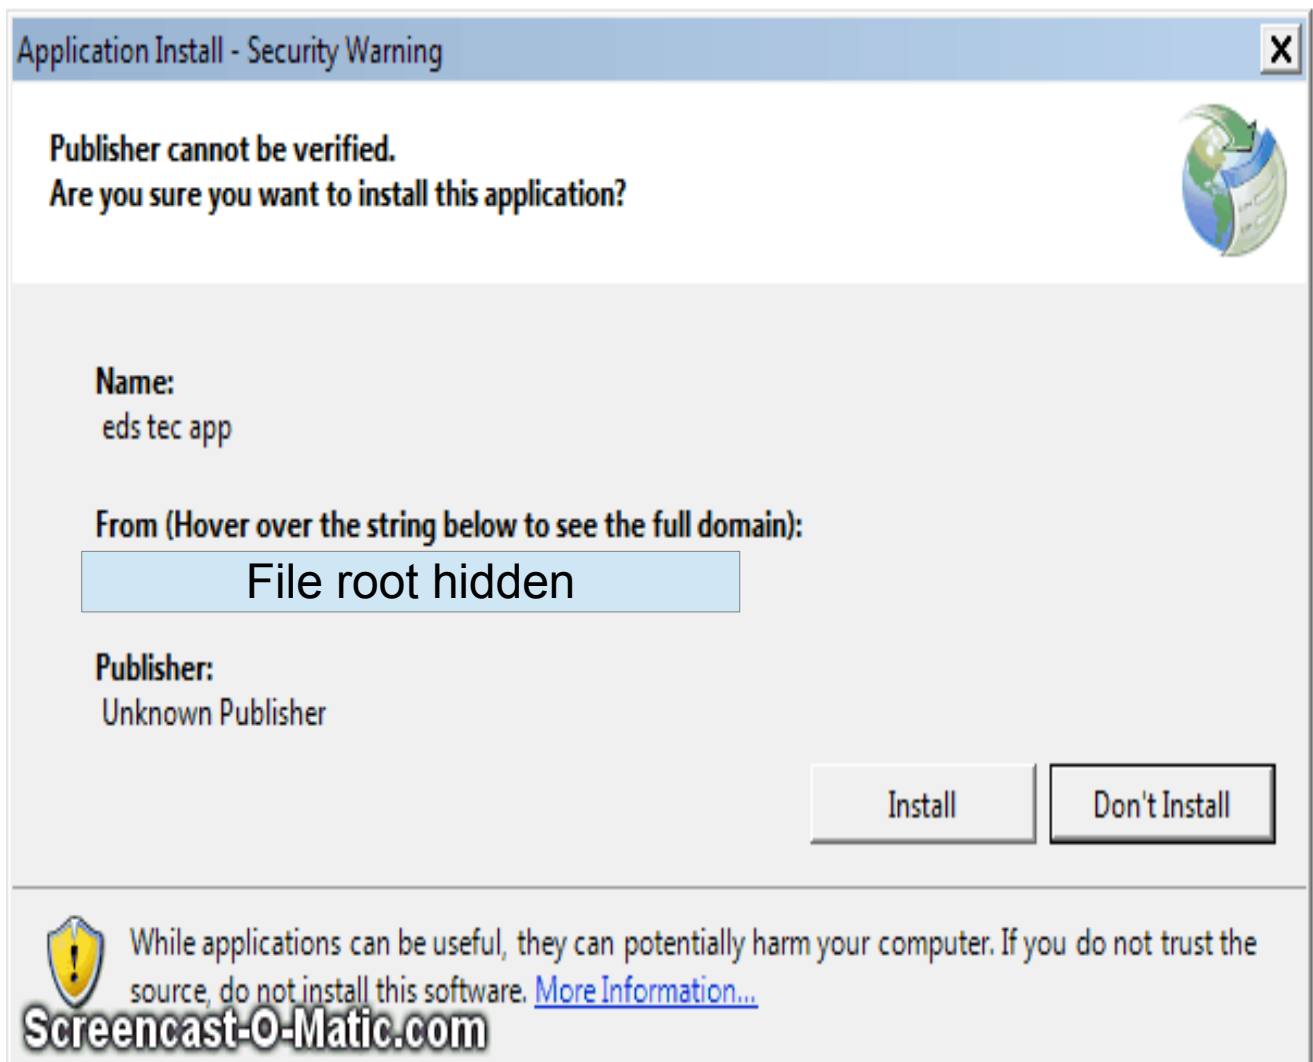 Application Install - Security Warning
Publisher cannot be verified.
Are you sure you want to install this application?
Name:
eds tec app
From (Hover over the string below to see the full domain):
File root hidden
Publisher:
Unknown Publisher
Install
Don't Install
While applications can be useful, they can potentially harm your computer. If you do not trust the
source, do not install this software. More Information...
Screencast-O-Matic.com